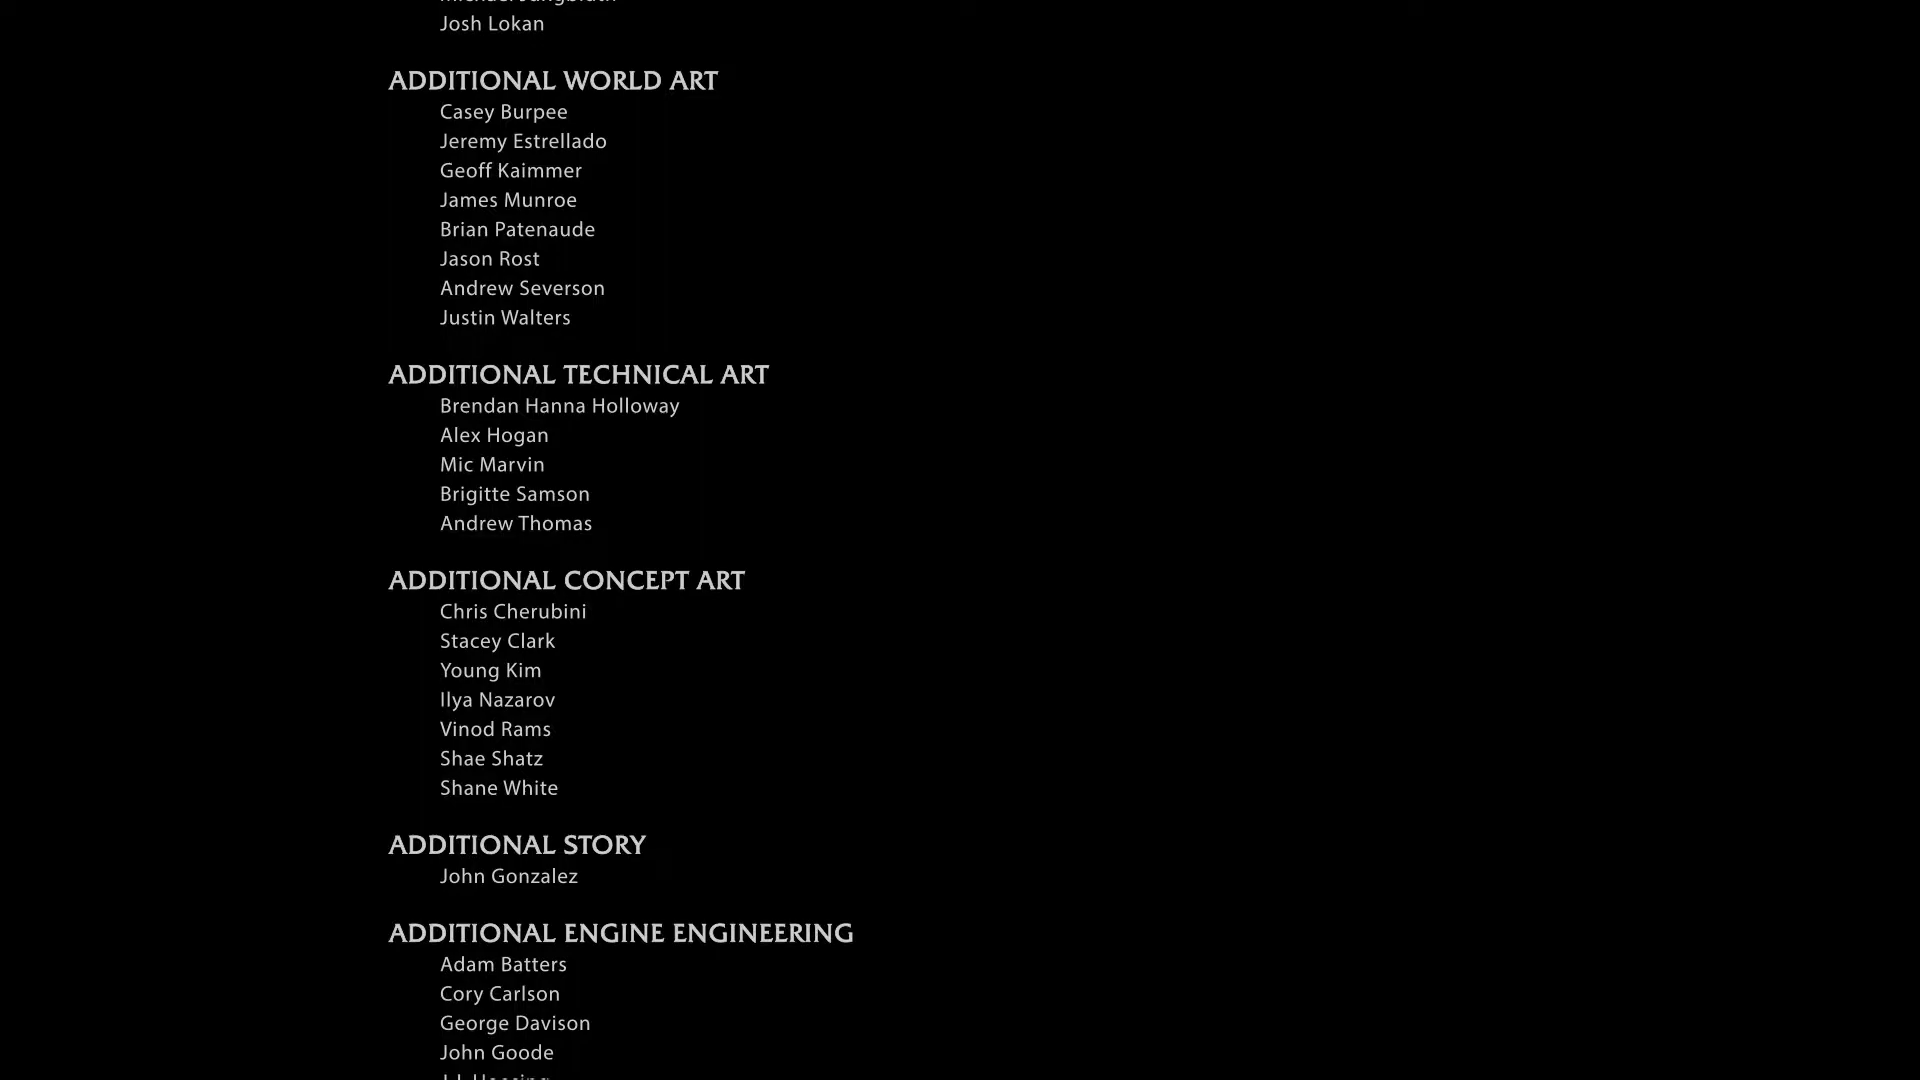 Josh Lokan
ADDITIONAL WORLD ART
Casey Burpee
Jeremy Estrellado
Geoff Kaimmer
James Munroe
Brian Patenaude
Jason Rost
Andrew Severson
Justin Walters
ADDITIONAL TECHNICAL ART
Brendan Hanna Holloway
Alex Hogan
Mic Marvin
Brigitte Samson
Andrew Thomas
ADDITIONAL CONCEPT ART
Chris Cherubini
Stacey Clark
Young Kim
Ilya Nazarov
Vinod Rams
Shae Shatz
Shane White
ADDITIONAL STORY
John Gonzalez
ADDITIONAL ENGINE ENGINEERING
Adam Batters
Cory Carlson
George Davison
John Goode